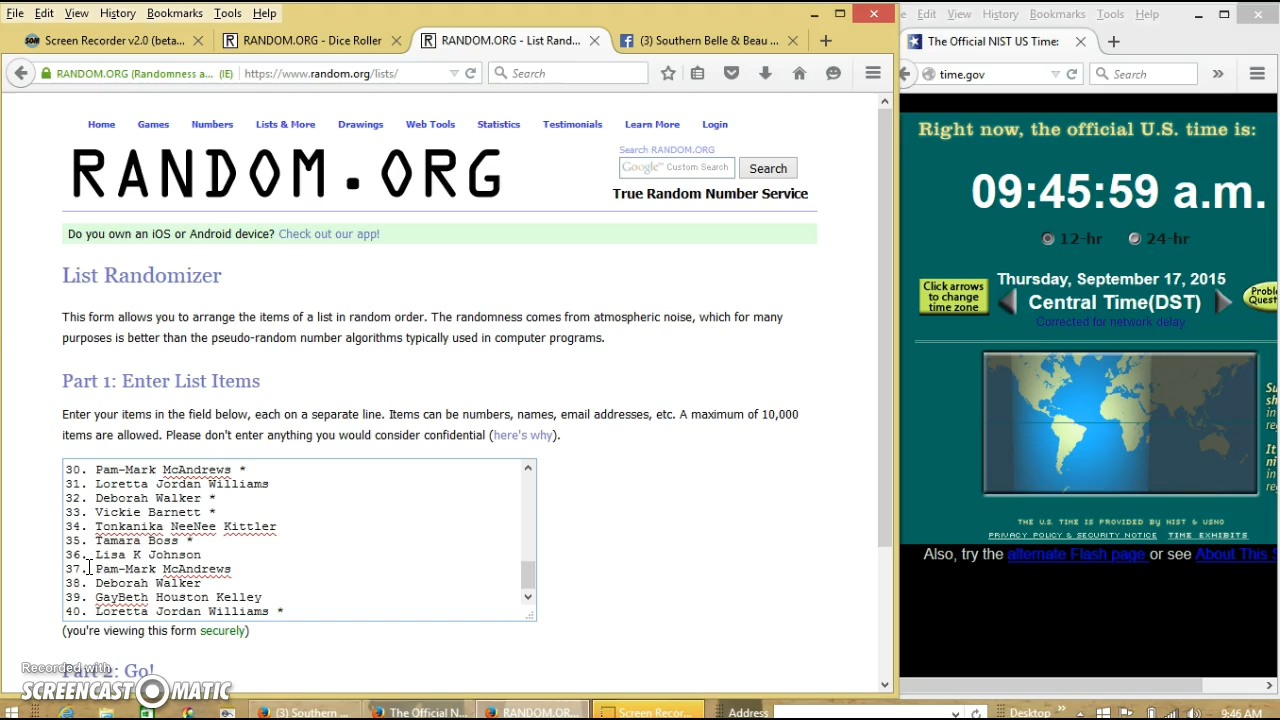 File Edit View History Bookmarks Tools Help
Edit View History Bookmarks Tools Help
Screen Recorder v2.0 (beta...
RANDOM.ORG - Dice Roller
RANDOM.ORG - List Rand...
(3) Southern Belle & Beau ...
The Official NIST US Time:
RANDOM.ORG (Randomness a... (IE)
https://www.random.org/lists/
Search
time.gov
Search
Home Games Numbers Lists & More Drawings Web Tools Statistics Testimonials Learn More Login
RANDOM.ORG
Search RANDOM.ORG
Google™ Custom Search
Search
True Random Number Service
Do you own an iOS or Android device? Check out our app!
List Randomizer
This form allows you to arrange the items of a list in random order. The randomness comes from atmospheric noise, which for many
purposes is better than the pseudo-random number algorithms typically used in computer programs.
Part 1: Enter List Items
Enter your items in the field below, each on a separate line. Items can be numbers, names, email addresses, etc. A maximum of 10,000
items are allowed. Please don't enter anything you would consider confidential (here's why).
30. Pam-Mark McAndrews *
31. Loretta Jordan Williams
32. Deborah Walker *
33. Vickie Barnett *
34. Tonkanika NeeNee Kittler
35. Tamara Boss *
36. Lisa K Johnson
37. Pam-Mark McAndrews
38. Deborah Walker
39. GayBeth Houston Kelley
40. Loretta Jordan Williams *
(you're viewing this form securely)
Part 2: Go!
Recorded with
SCREENCAST-O-MATIC
Right now, the official U.S. time is:
09:45:59 a.m.
12-hr 24-hr
Thursday, September 17, 2015
Click arrows
to change
time zone
Central Time(DST)
Corrected for network delay
THE U.S. TIME IS PROVIDED BY NIST & USNO
PRIVACY POLICY & SECURITY NOTICE TIME EXHIBITS
Also, try the alternate Flash page or see About This
(3) Southern ...
The Official N...
RANDOM.OR...
Screen Recor...
Address
Desktop
9:46 AM